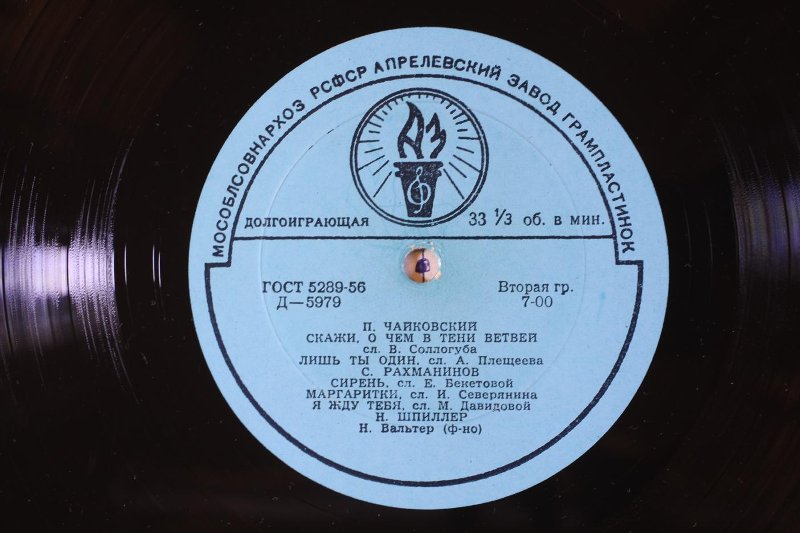 МОСОБЛСОВНАРХОЗ РСФСР АПРЕЛЕВСКИЙ ЗАВОД ГРАМПЛАСТИНОК
АЗ
ДОЛГОИГРАЮЩАЯ 33 1/3 об. в мин.
ГОСТ 5289-56 Вторая гр.
Д—5979 7-00
П. ЧАЙКОВСКИЙ
СКАЖИ, О ЧЕМ В ТЕНИ ВЕТВЕЙ
сл. В. Соллогуба
ЛИШЬ ТЫ ОДИН, сл. А. Плещеева
С. РАХМАНИНОВ
СИРЕНЬ, сл. Е. Бекетовой
МАРГАРИТКИ, сл. И. Северянина
Я ЖДУ ТЕБЯ, сл. М. Давидовой
Н. ШПИЛЛЕР
Н. Вальтер (ф-но)